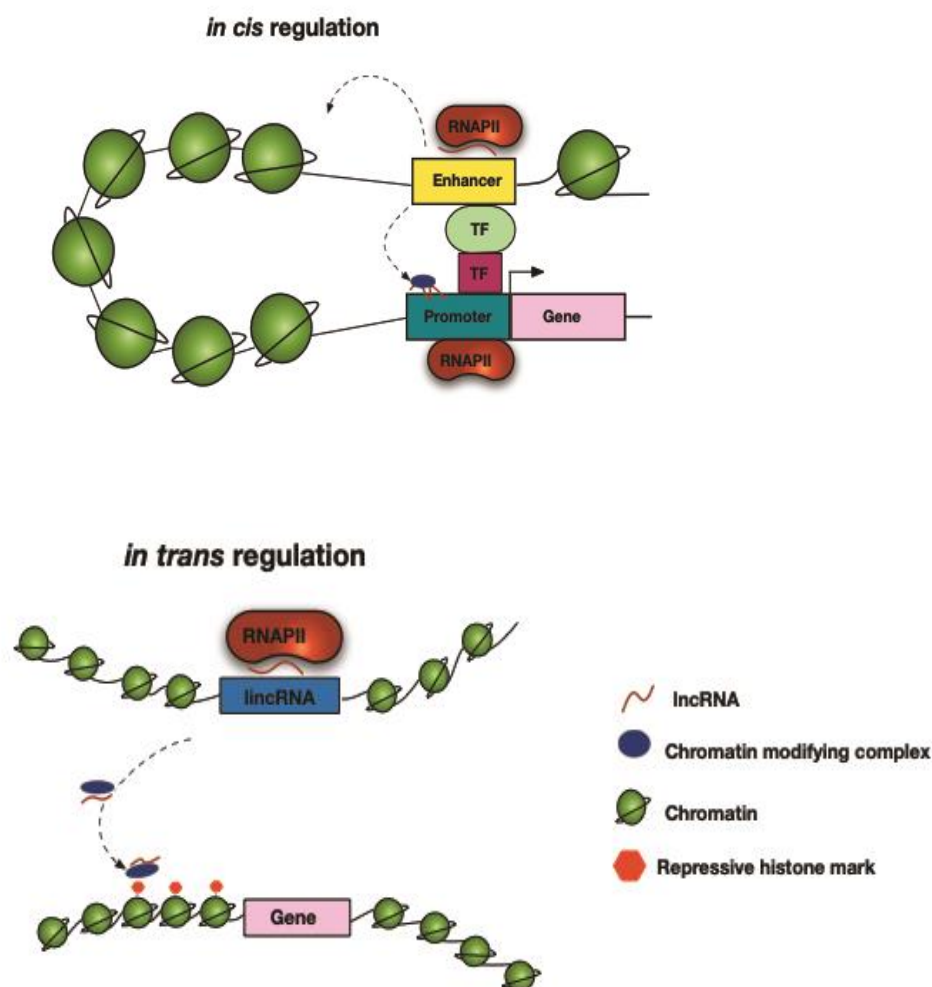 in cis regulation
RNAPII
Enhancer
TF
TF
Promoter
Gene
RNAPII
in trans regulation
RNAPII
lincRNA
lncRNA
Chromatin modifying complex
Chromatin
Repressive histone mark
Gene